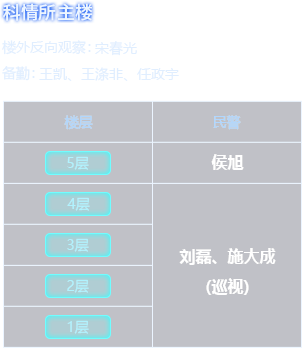 科情所主楼
楼外反向观察: 宋春光
备勤: 王凯、王涤非、任政宇
楼层 民警
5层 侯旭
4层
3层 刘磊、施大成
2层 (巡视)
1层